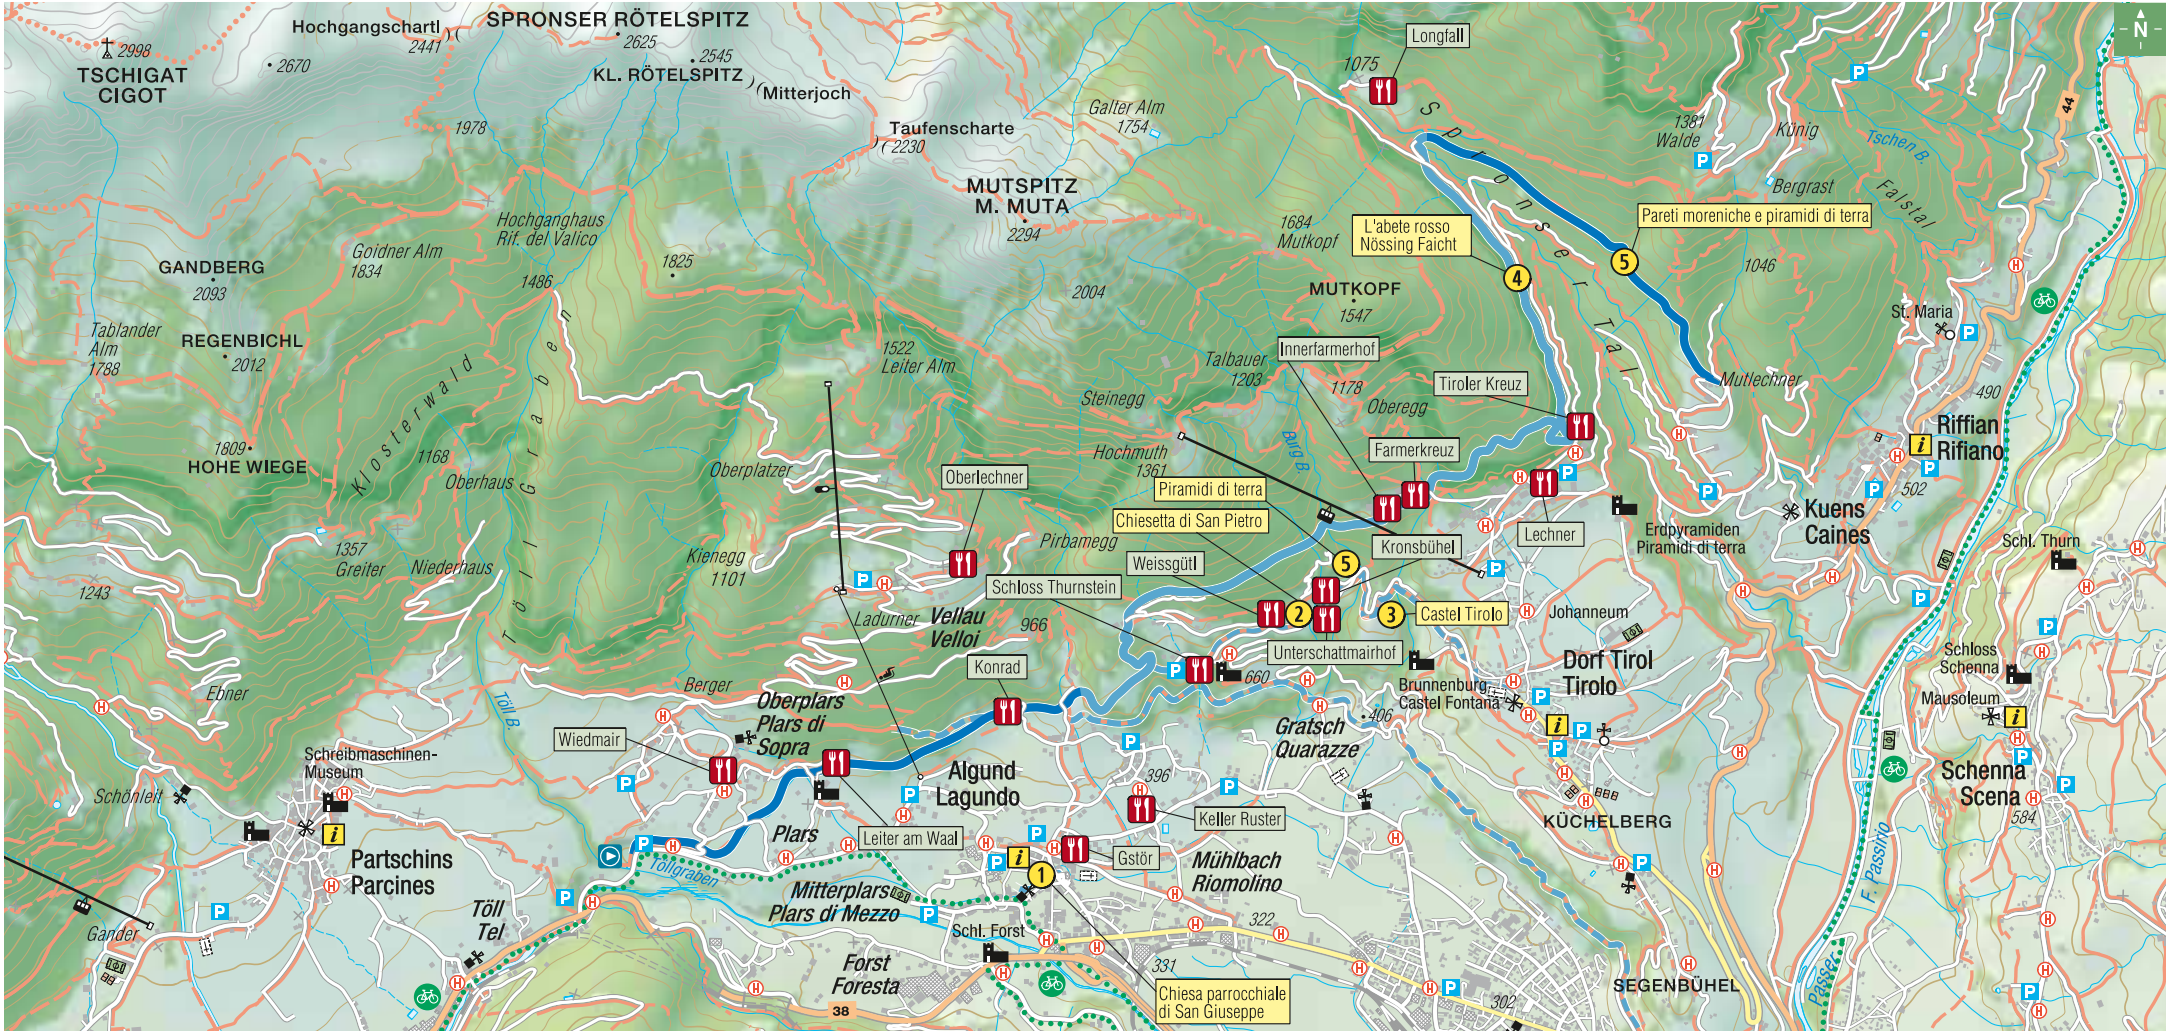 Hochgangschartl
2441
SPRONSER RÖTELSPITZ
2625
2545
KL. RÖTELSPITZ
Mitterjoch
2998
TSCHIGAT
CIGOT
2670
1978
Taufenscharte
2230
Galter Alm
1754
Longfall
1075
Spronser Tal
N
44
1381
Walde
Künig
Tschen B.
Bergrast
Falstal
MUTSPITZ
M. MUTA
2294
1684
Mutkopf
L'abete rosso
Nössing Faicht
Pareti moreniche e piramidi di terra
4
5
1046
Hochganghaus
Rif. del Valico
1486
Goidner Alm
1834
GANDBERG
2093
REGENBICHL
2012
Tablander
Alm
1788
1825
2004
MUTKOPF
1547
St. Maria
Innerfarmerhof
Talbauer
1203
1178
Oberegg
Tiroler Kreuz
Mutlechner
490
Riffian
Rifiano
502
1522
Leiter Alm
Steinegg
Hochmuth
1361
Burg B.
Farmerkreuz
Klosterwald
1809
HOHE WIEGE
1168
Oberhaus
Töll Graben
Oberplatzer
Oberlechner
Piramidi di terra
Chiesetta di San Pietro
Kronsbühel
Lechner
Erdpyramiden
Piramidi di terra
Kuens
Caines
Schl. Thurn
1357
Greiter
Niederhaus
Kienegg
1101
Pirbamegg
Weissgütl
Schloss Thurnstein
5
2
3
Castel Tirolo
Johanneum
1243
Ladurner
Vellau
Velloi
966
Unterschattmairhof
Konrad
660
Brunnenburg
Castel Fontana
Dorf Tirol
Tirolo
Schloss
Schenna
Mausoleum
Ebner
Berger
Töll B.
Oberplars
Plars di
Sopra
Wiedmair
406
Gratsch
Quarazze
Schreibmaschinen-
Museum
Schönleit
Algund
Lagundo
396
Schenna
Scena
584
Keller Ruster
KÜCHELBERG
Plars
Leiter am Waal
Gstör
Mühlbach
Riomolino
Partschins
Parcines
Töllgraben
1
F. Passirio
Mitterplars
Plars di Mezzo
Töll
Tel
Gander
Schl. Forst
322
331
Forst
Foresta
38
Chiesa parrocchiale
di San Giuseppe
302
SEGENBÜHEL
Passer